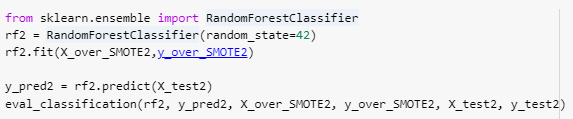 from sklearn.ensemble import RandomForestClassifier
rf2 = RandomForestClassifier(random_state=42)
rf2.fit(X_over_SMOTE2,y_over_SMOTE2)
y_pred2 = rf2.predict(X_test2)
eval_classification(rf2, y_pred2, X_over_SMOTE2, y_over_SMOTE2, X_test2, y_test2)